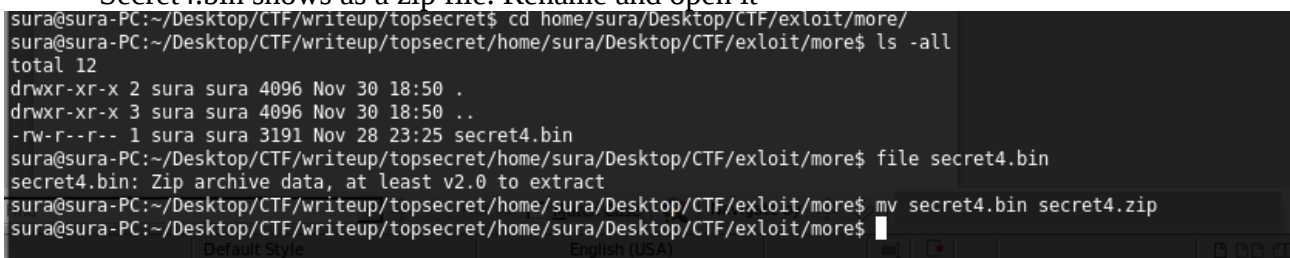 Secret4.bin shows as a zip file. Rename and open it
sura@sura-PC:~/Desktop/CTF/writeup/topsecret$ cd home/sura/Desktop/CTF/exloit/more/
sura@sura-PC:~/Desktop/CTF/writeup/topsecret/home/sura/Desktop/CTF/exloit/more$ ls -all
total 12
drwxr-xr-x 2 sura sura 4096 Nov 30 18:50 .
drwxr-xr-x 3 sura sura 4096 Nov 30 18:50 ..
-rw-r--r-- 1 sura sura 3191 Nov 28 23:25 secret4.bin
sura@sura-PC:~/Desktop/CTF/writeup/topsecret/home/sura/Desktop/CTF/exloit/more$ file secret4.bin
secret4.bin: Zip archive data, at least v2.0 to extract
sura@sura-PC:~/Desktop/CTF/writeup/topsecret/home/sura/Desktop/CTF/exloit/more$ mv secret4.bin secret4.zip
sura@sura-PC:~/Desktop/CTF/writeup/topsecret/home/sura/Desktop/CTF/exloit/more$
Default Style English (USA)